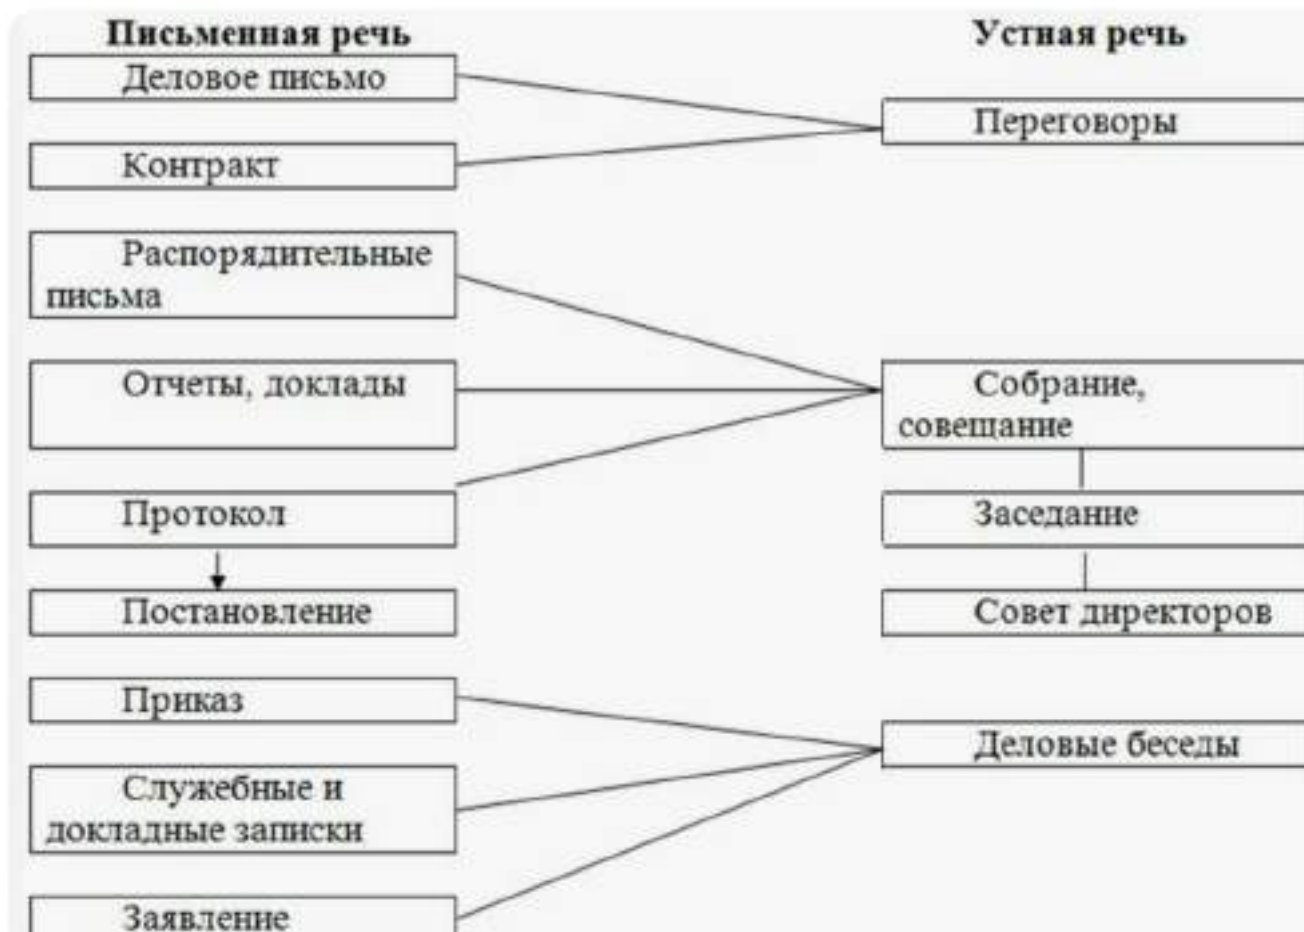 Письменная речь
Устная речь
Деловое письмо
Переговоры
Контракт
Распорядительные
письма
Отчеты, доклады
Собрание,
совещание
Протокол
Заседание
Постановление
Совет директоров
Приказ
Деловые беседы
Служебные и
докладные записки
Заявление